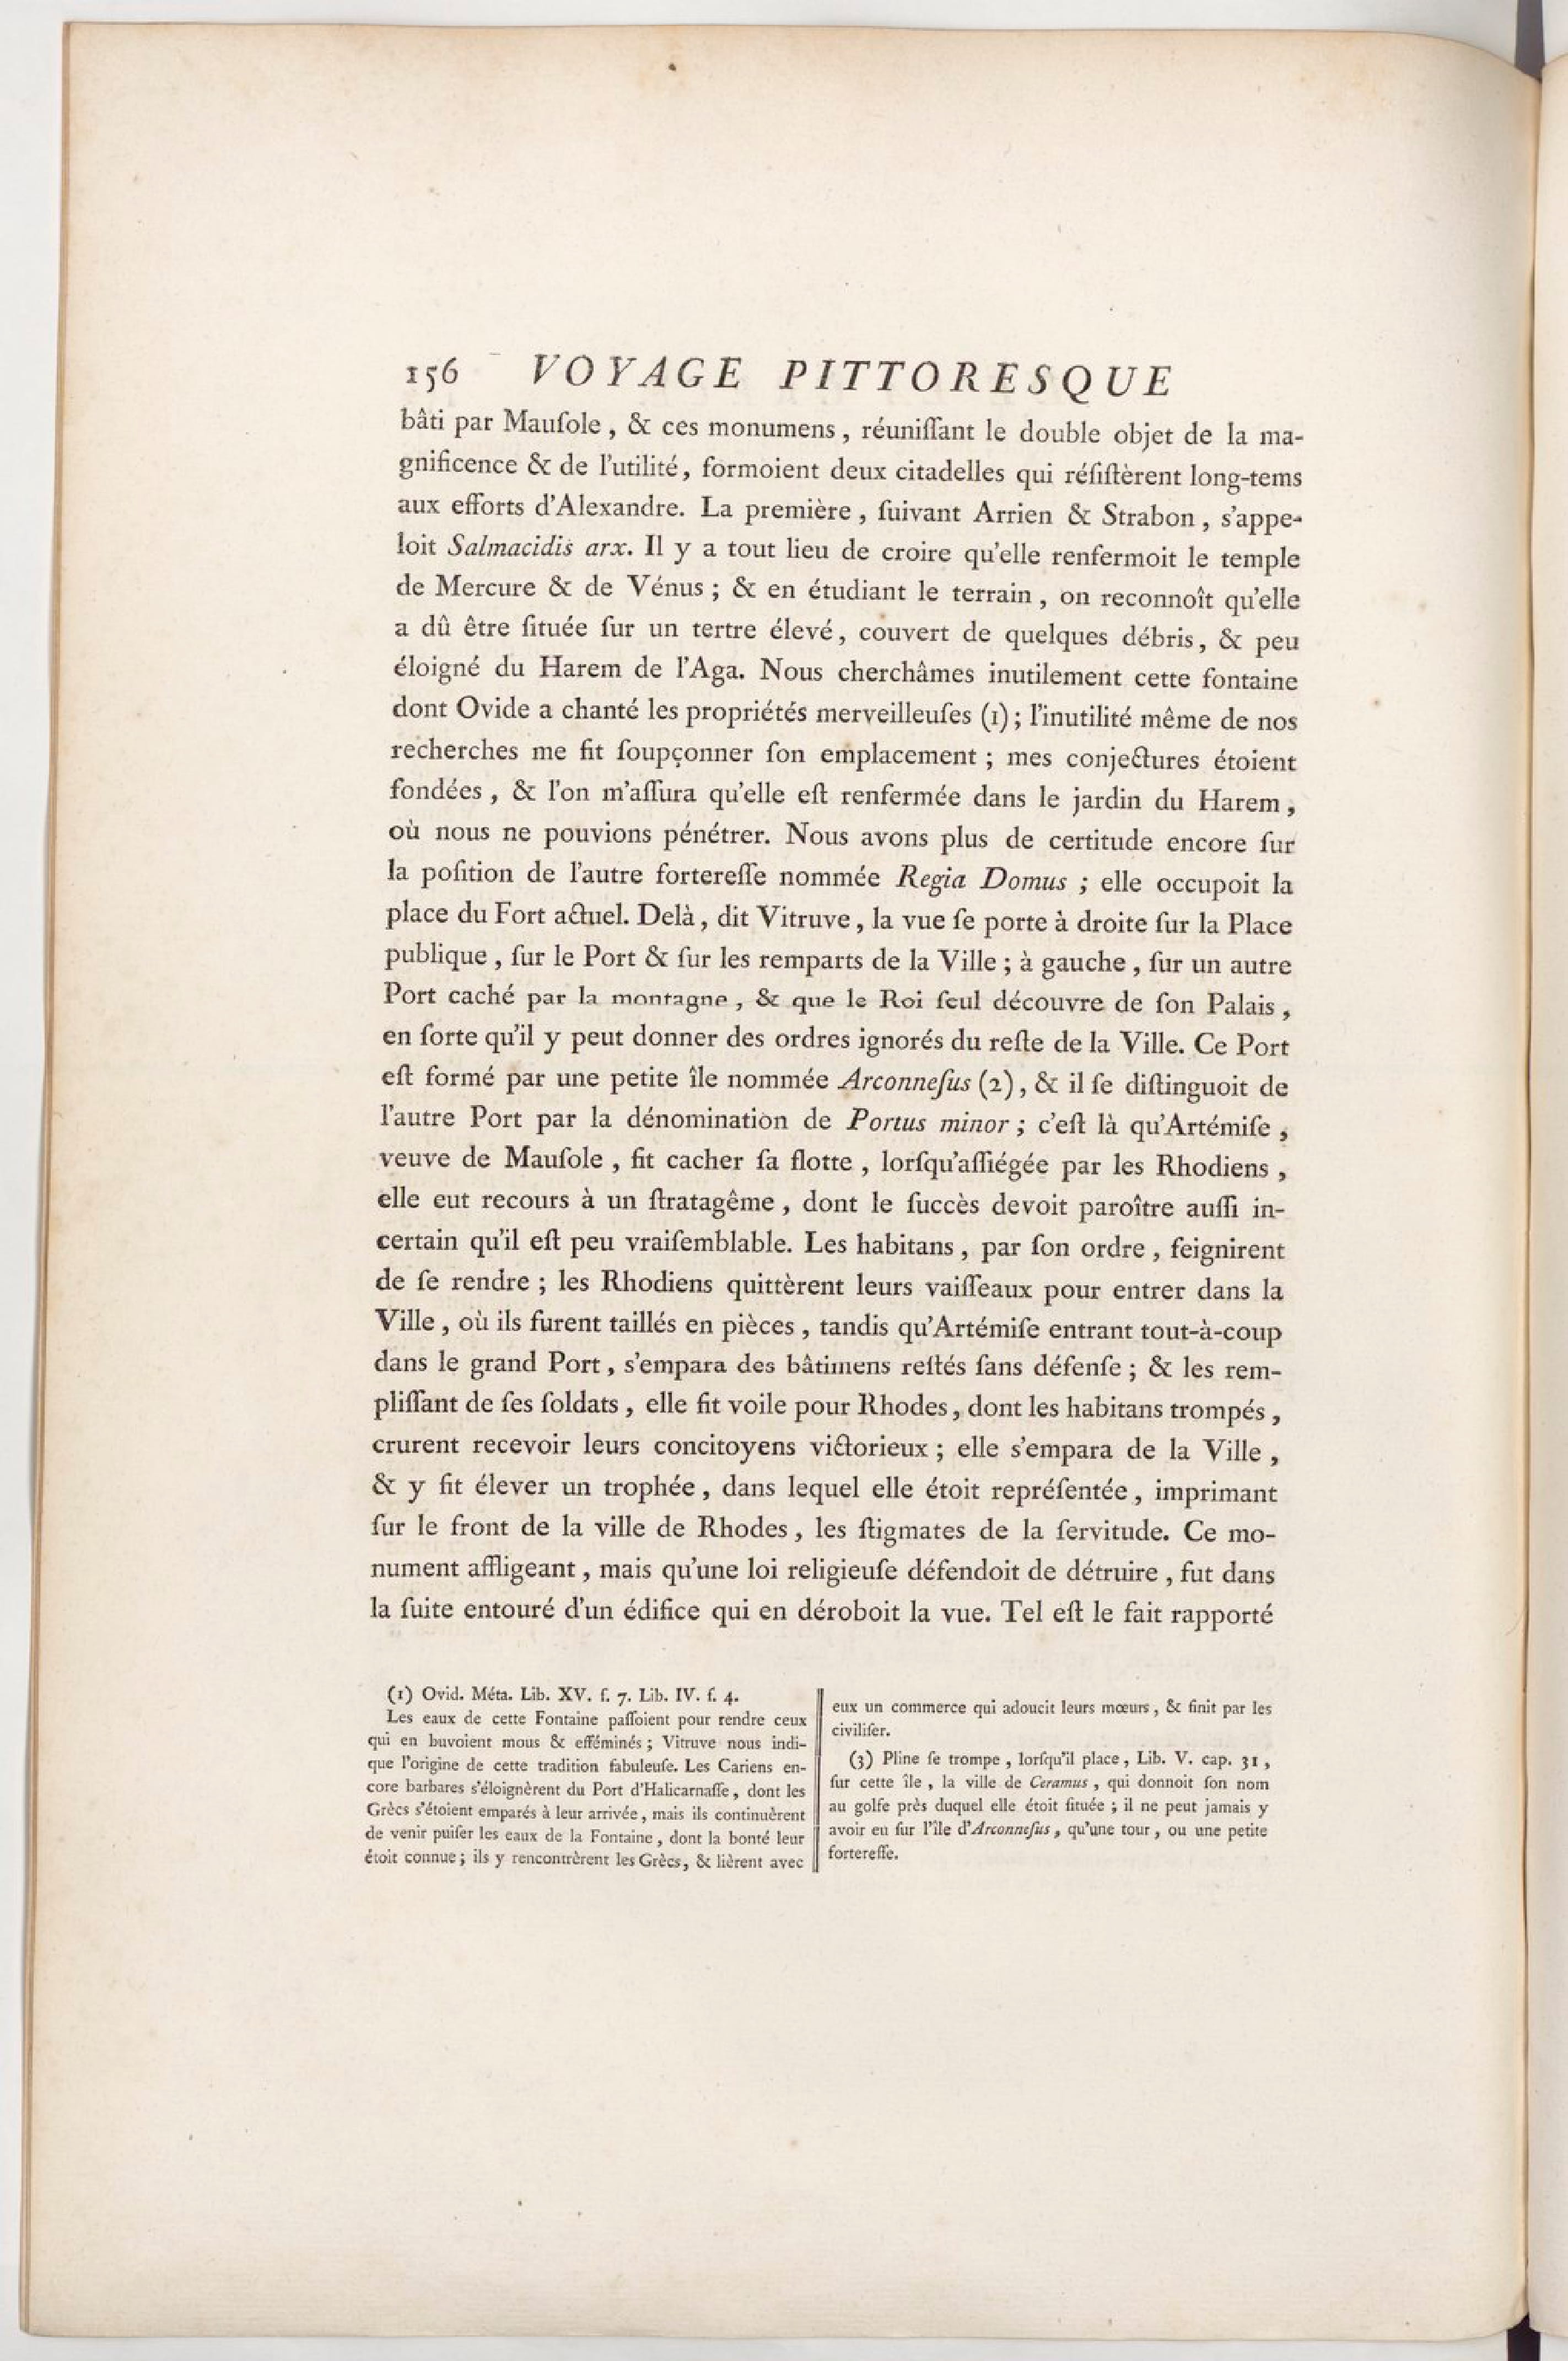 156 VOYAGE PITTORESQUE
bâti par Mauſole, & ces monumens, réuniſſant le double objet de la ma-
gnificence & de l'utilité, formoient deux citadelles qui réſiſtèrent long-tems
aux efforts d'Alexandre. La première, ſuivant Arrien & Strabon, s'appe-
loit Salmacidis arx. Il y a tout lieu de croire qu'elle renfermoit le temple
de Mercure & de Vénus; & en étudiant le terrain, on reconnoît qu'elle
a dû être ſituée ſur un tertre élevé, couvert de quelques débris, & peu
éloigné du Harem de l'Aga. Nous cherchâmes inutilement cette fontaine
dont Ovide a chanté les propriétés merveilleuſes (1); l'inutilité même de nos
recherches me fit ſoupçonner ſon emplacement; mes conjectures étoient
fondées, & l'on m'aſſura qu'elle eſt renfermée dans le jardin du Harem,
où nous ne pouvions pénétrer. Nous avons plus de certitude encore ſur
la poſition de l'autre fortereſſe nommée Regia Domus; elle occupoit la
place du Fort actuel. Delà, dit Vitruve, la vue ſe porte à droite ſur la Place
publique, ſur le Port & ſur les remparts de la Ville; à gauche, ſur un autre
Port caché par la montagne, & que le Roi ſeul découvre de ſon Palais,
en ſorte qu'il y peut donner des ordres ignorés du reſte de la Ville. Ce Port
eſt formé par une petite île nommée Arconneſus (2), & il ſe diſtinguoit de
l'autre Port par la dénomination de Portus minor; c'eſt là qu'Artémiſe,
veuve de Mauſole, fit cacher ſa flotte, lorſqu'aſſiégée par les Rhodiens,
elle eut recours à un ſtratagême, dont le ſuccès devoit paroître auſſi in-
certain qu'il eſt peu vraiſemblable. Les habitans, par ſon ordre, feignirent
de ſe rendre; les Rhodiens quittèrent leurs vaiſſeaux pour entrer dans la
Ville, où ils furent taillés en pièces, tandis qu'Artémiſe entrant tout-à-coup
dans le grand Port, s'empara des bâtimens reſtés ſans défenſe; & les rem-
pliſſant de ſes ſoldats, elle fit voile pour Rhodes, dont les habitans trompés,
crurent recevoir leurs concitoyens victorieux; elle s'empara de la Ville,
& y fit élever un trophée, dans lequel elle étoit repréſentée, imprimant
ſur le front de la ville de Rhodes, les ſtigmates de la ſervitude. Ce mo-
nument affligeant, mais qu'une loi religieuſe défendoit de détruire, fut dans
la ſuite entouré d'un édifice qui en déroboit la vue. Tel eſt le fait rapporté
(1) Ovid. Méta. Lib. XV. f. 7. Lib. IV. f. 4.
Les eaux de cette Fontaine paſſoient pour rendre ceux
qui en buvoient mous & efféminés; Vitruve nous indi-
que l'origine de cette tradition fabuleuſe. Les Cariens en-
core barbares s'éloignèrent du Port d'Halicarnaſſe, dont les
Grècs s'étoient emparés à leur arrivée, mais ils continuèrent
de venir puiſer les eaux de la Fontaine, dont la bonté leur
étoit connue; ils y rencontrèrent les Grècs, & lièrent avec
eux un commerce qui adoucit leurs mœurs, & finit par les
civiliſer.
(3) Pline ſe trompe, lorſqu'il place, Lib. V. cap. 31,
ſur cette île, la ville de Ceramus, qui donnoit ſon nom
au golfe près duquel elle étoit ſituée; il ne peut jamais y
avoir eu ſur l'île d'Arconneſus, qu'une tour, ou une petite
fortereſſe.